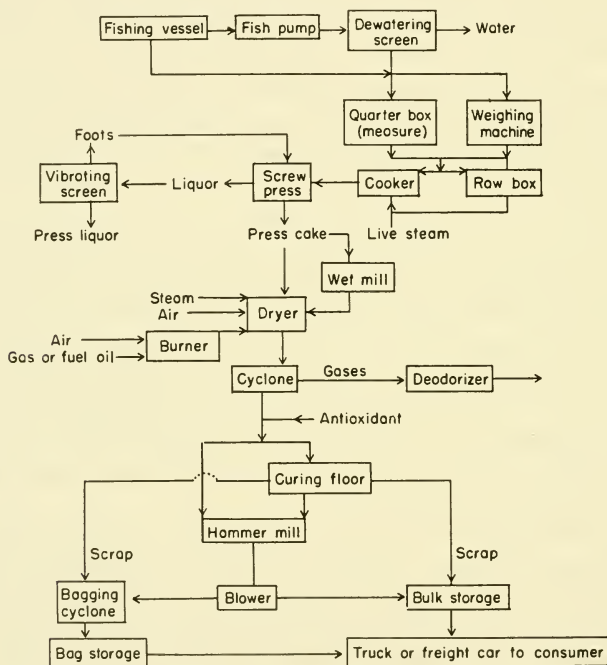 Fishing vessel
Fish pump
Dewatering
screen
Water
Quarter box
(measure)
Weighing
machine
Foots
Vibrating
screen
Liquor
Screw
press
Cooker
Raw box
Press liquor
Press cake
Live steam
Wet mill
Steam
Air
Dryer
Air
Gas or fuel oil
Burner
Cyclone
Gases
Deodorizer
Antioxidant
Curing floor
Hammer mill
Scrap
Scrap
Bagging
cyclone
Blower
Bulk storage
Bag storage
Truck or freight car to consumer